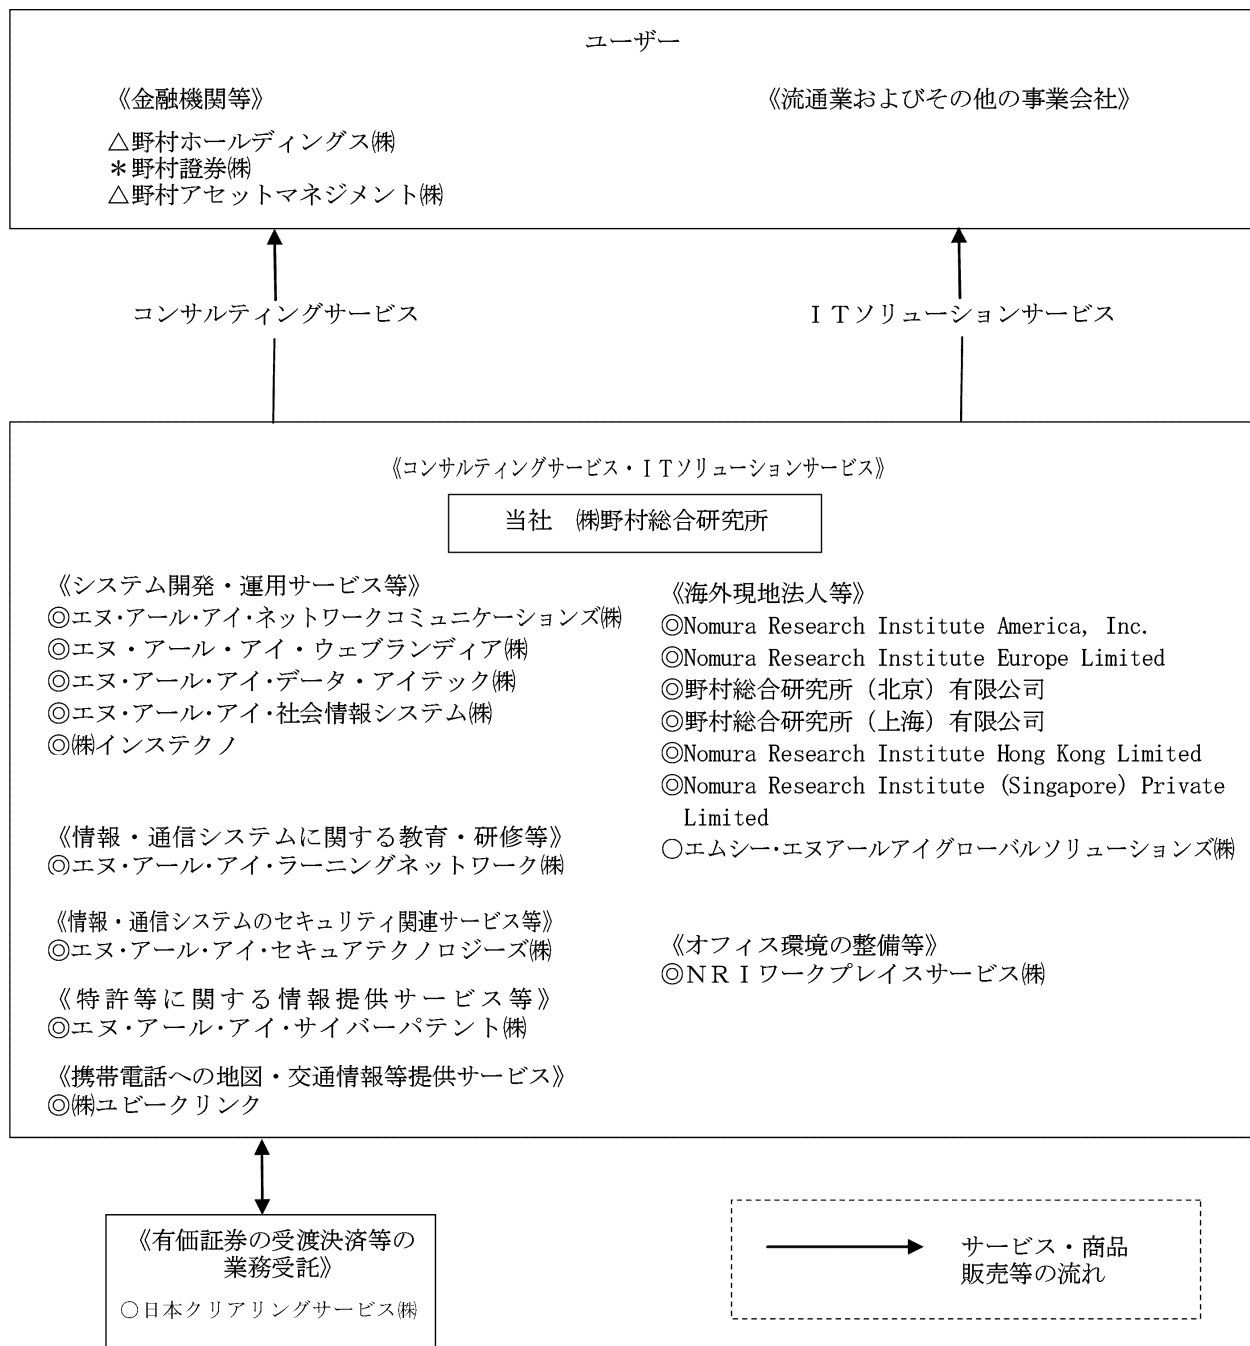 ユーザー
《金融機関等》
△野村ホールディングス㈱
＊野村證券㈱
△野村アセットマネジメント㈱
《流通業およびその他の事業会社》
コンサルティングサービス
ＩＴソリューションサービス
《コンサルティングサービス・ＩＴソリューションサービス》
当社　㈱野村総合研究所
《システム開発・運用サービス等》
◎エヌ・アール・アイ・ネットワークコミュニケーションズ㈱
◎エヌ・アール・アイ・ウェブランディア㈱
◎エヌ・アール・アイ・データ・アイテック㈱
◎エヌ・アール・アイ・社会情報システム㈱
◎㈱インステクノ
《情報・通信システムに関する教育・研修等》
◎エヌ・アール・アイ・ラーニングネットワーク㈱
《情報・通信システムのセキュリティ関連サービス等》
◎エヌ・アール・アイ・セキュアテクノロジーズ㈱
《特許等に関する情報提供サービス等》
◎エヌ・アール・アイ・サイバーパテント㈱
《携帯電話への地図・交通情報等提供サービス》
◎㈱ユビークリンク
《海外現地法人等》
◎Nomura Research Institute America, Inc.
◎Nomura Research Institute Europe Limited
◎野村総合研究所（北京）有限公司
◎野村総合研究所（上海）有限公司
◎Nomura Research Institute Hong Kong Limited
◎Nomura Research Institute (Singapore) Private
Limited
○エムシー・エヌアールアイグローバルソリューションズ㈱
《オフィス環境の整備等》
◎ＮＲＩワークプレイスサービス㈱
《有価証券の受渡決済等の
業務受託》
○日本クリアリングサービス㈱
サービス・商品
販売等の流れ